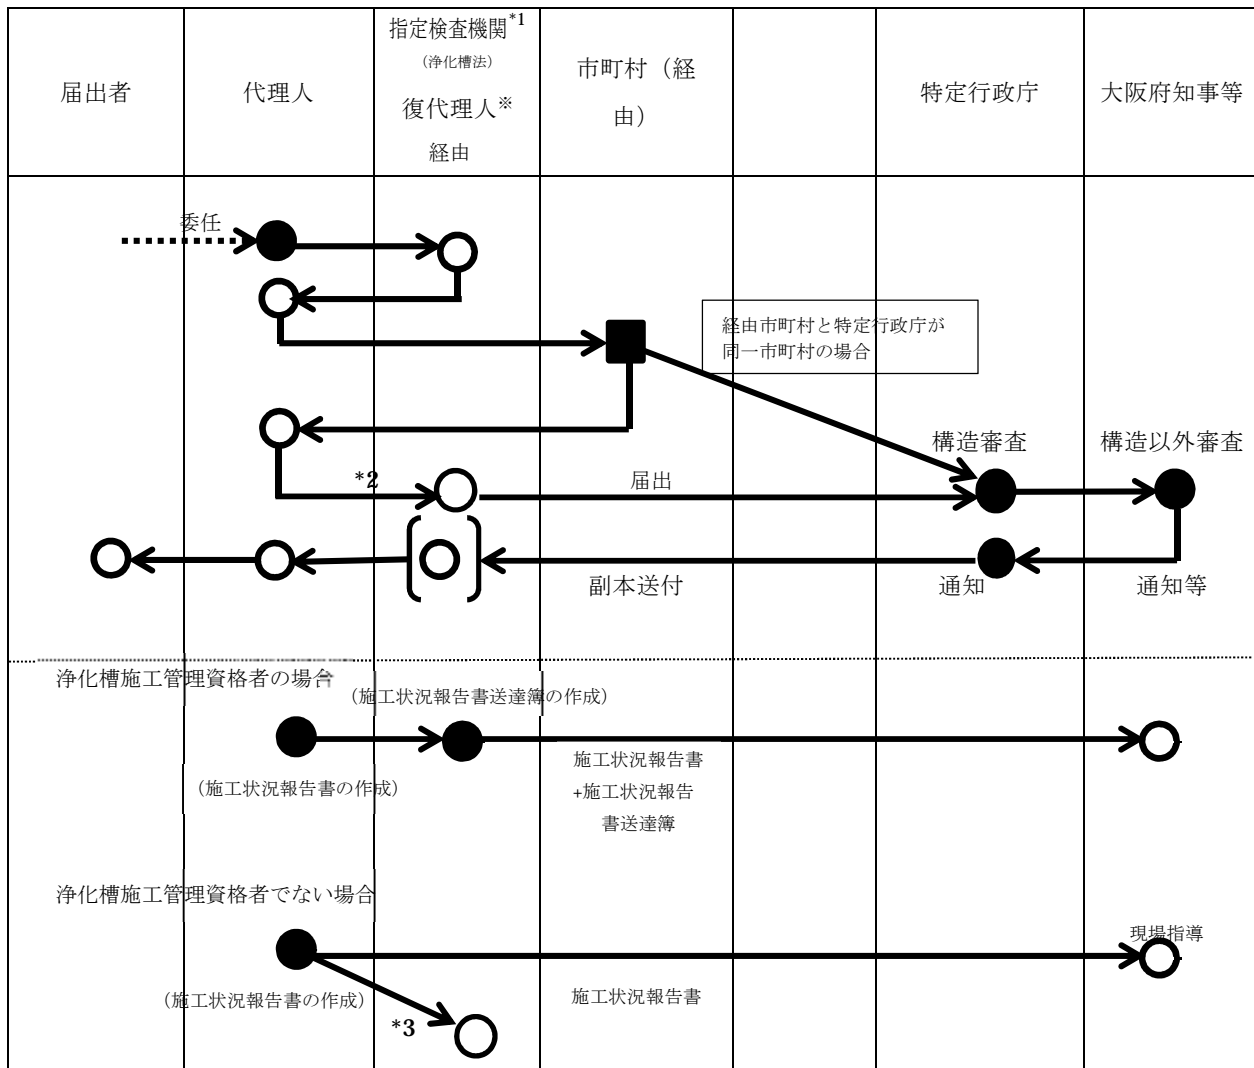 届出者
代理人
指定検査機関*1
（浄化槽法）
復代理人※
経由
市町村（経
由）
特定行政庁
大阪府知事等
委任
経由市町村と特定行政庁が
同一市町村の場合
構造審査
構造以外審査
*2
届出
副本送付
通知
通知等
浄化槽施工管理資格者の場合
（施工状況報告書送達簿の作成）
施工状況報告書
+施工状況報告
書送達簿
（施工状況報告書の作成）
浄化槽施工管理資格者でない場合
現場指導
（施工状況報告書の作成）
施工状況報告書
*3